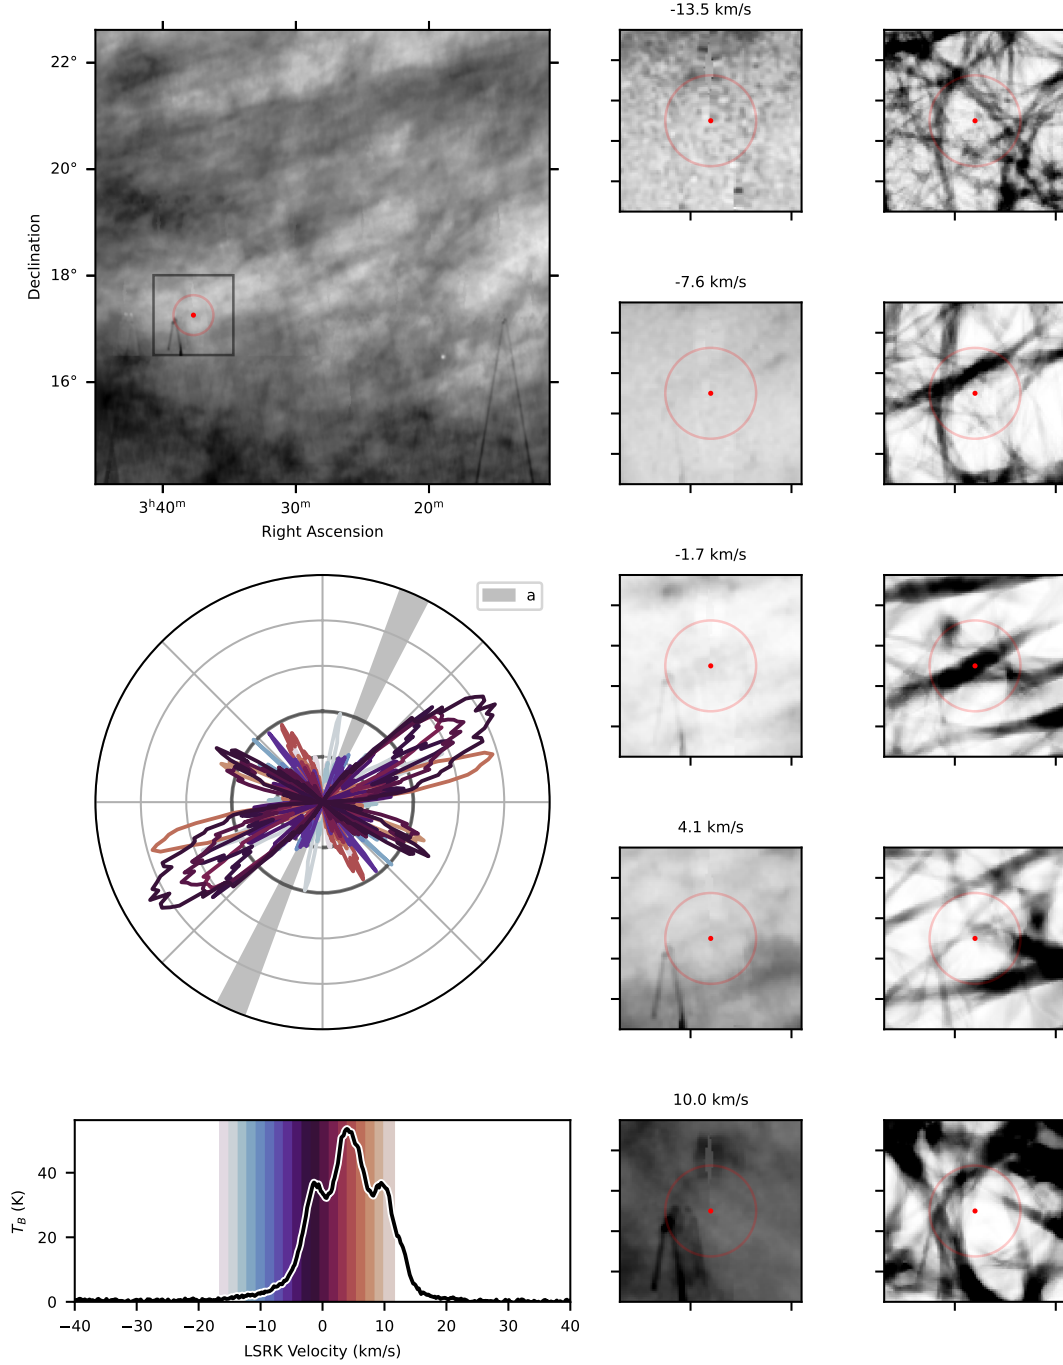 -13.5 km/s
22°
20°
18°
16°
Declination
3ʰ40ᵐ
30ᵐ
20ᵐ
Right Ascension
-7.6 km/s
-1.7 km/s
a
4.1 km/s
10.0 km/s
40
20
0
T_B (K)
−40
−30
−20
−10
0
10
20
30
40
LSRK Velocity (km/s)